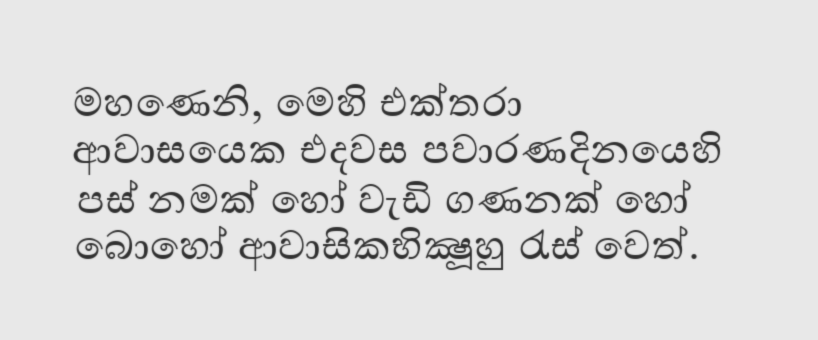 මහණෙනි, මෙහි එක්තරා
ආවාසයෙක එදවස පවාරණදිනයෙහි
පස් නමක් හෝ වැඩි ගණනක් හෝ
බොහෝ ආවාසිකභික්‍ෂූහු රැස් වෙත්.